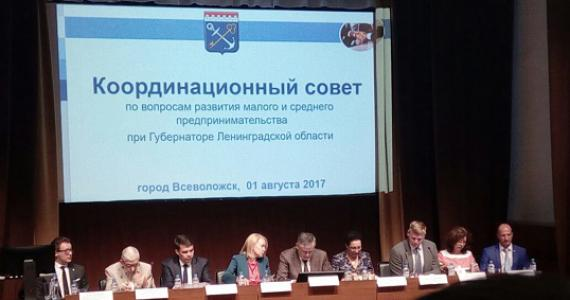 Координационный совет
по вопросам развития малого и среднего
предпринимательства
при Губернаторе Ленинградской области
город Всеволожск, 01 августа 2017